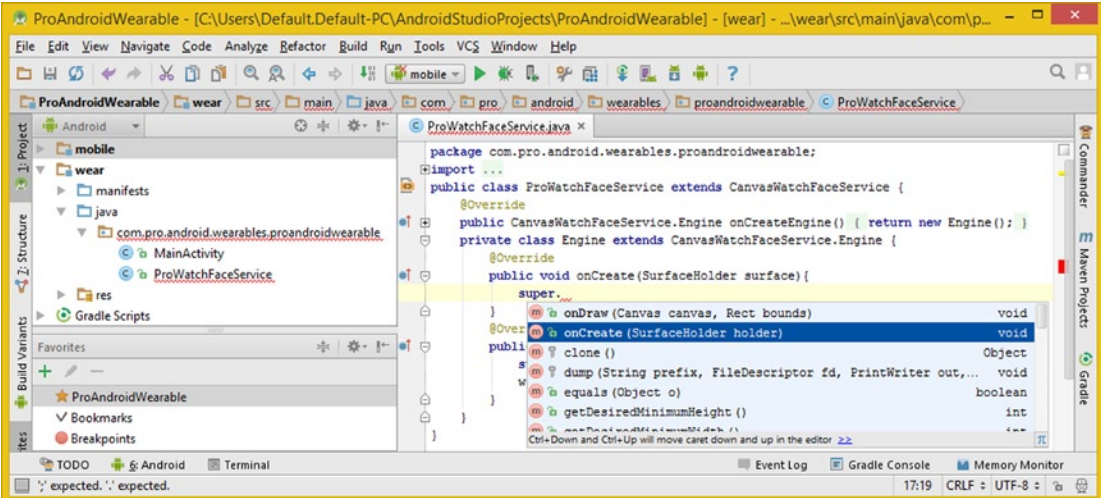 ProAndroidWearable - [C:\Users\Default.Default-PC\AndroidStudioProjects\ProAndroidWearable] - [wear] - ...\wear\src\main\java\com\p...
File Edit View Navigate Code Analyze Refactor Build Run Tools VCS Window Help
mobile
ProAndroidWearable wear src main java com pro android wearables proandroidwearable ProWatchFaceService
1: Project
7: Structure
Build Variants
Android
mobile
wear
manifests
java
com.pro.android.wearables.proandroidwearable
MainActivity
ProWatchFaceService
res
Gradle Scripts
Favorites
ProAndroidWearable
Bookmarks
Breakpoints
ProWatchFaceService.java
package com.pro.android.wearables.proandroidwearable;
import ...
public class ProWatchFaceService extends CanvasWatchFaceService {
@Override
public CanvasWatchFaceService.Engine onCreateEngine() { return new Engine(); }
private class Engine extends CanvasWatchFaceService.Engine {
@Override
public void onCreate(SurfaceHolder surface){
super.
}
@Over
publi
s
w
}
}
}
onDraw(Canvas canvas, Rect bounds) void
onCreate(SurfaceHolder holder) void
clone() Object
dump(String prefix, FileDescriptor fd, PrintWriter out,... void
equals(Object o) boolean
getDesiredMinimumHeight() int
Ctrl+Down and Ctrl+Up will move caret down and up in the editor >>
π
Commander
Maven Projects
Gradle
TODO 6: Android Terminal Event Log Gradle Console Memory Monitor
';' expected. '.' expected. 17:19 CRLF UTF-8